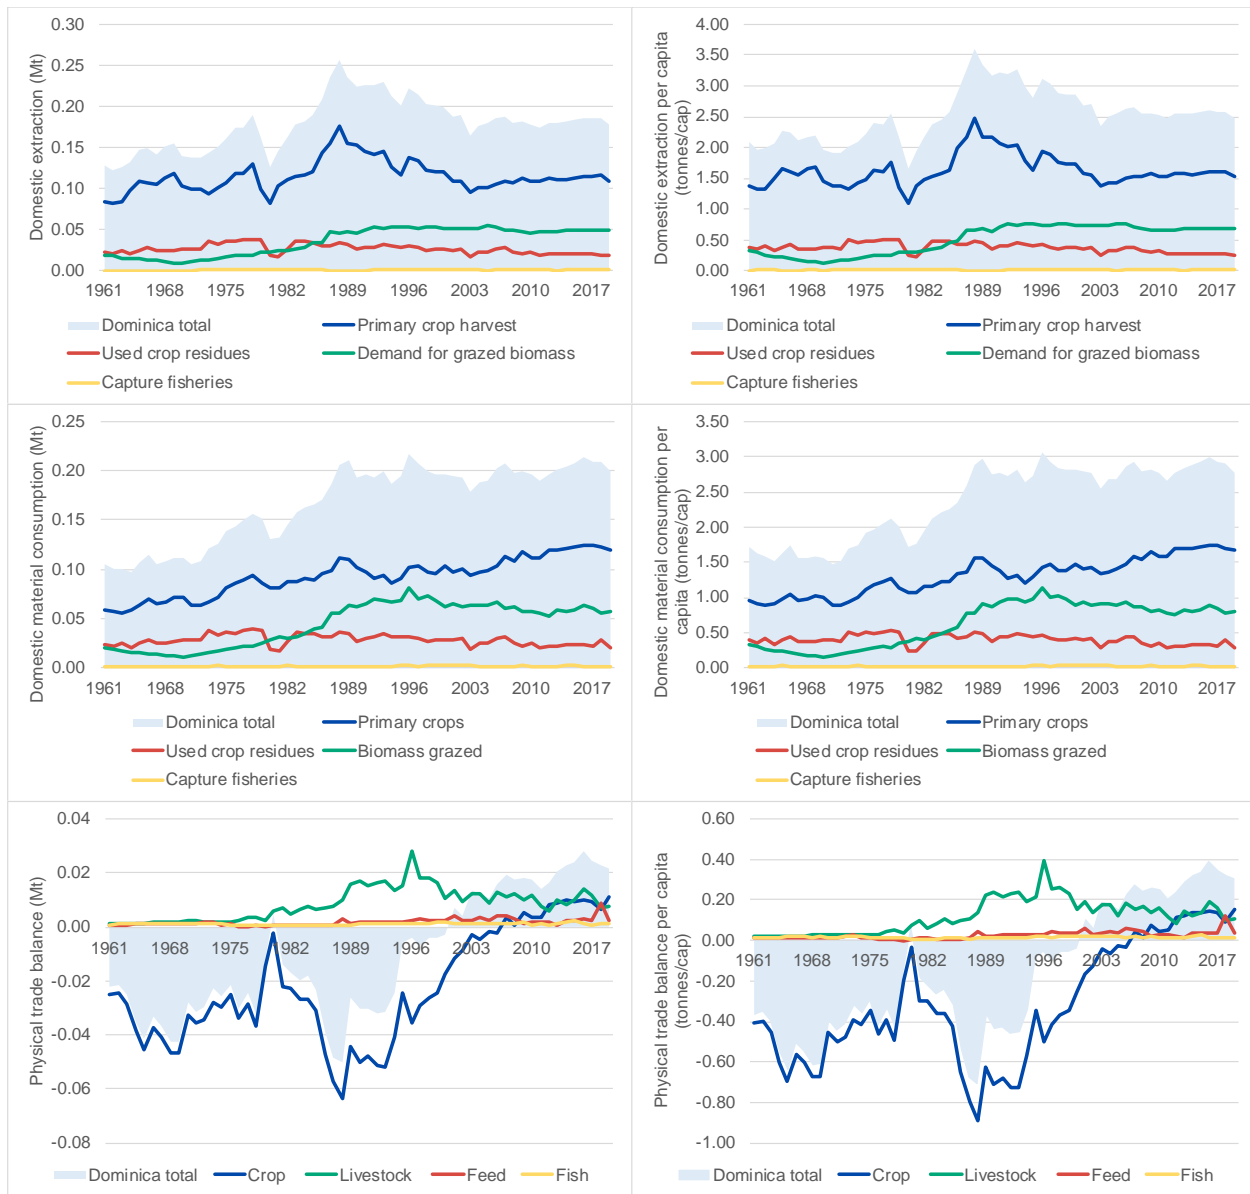 Domestic extraction (Mt)
0.30
0.25
0.20
0.15
0.10
0.05
0.00
1961 1968 1975 1982 1989 1996 2003 2010 2017
Dominica total Primary crop harvest
Used crop residues Demand for grazed biomass
Capture fisheries
Domestic extraction per capita
(tonnes/cap)
4.00
3.50
3.00
2.50
2.00
1.50
1.00
0.50
0.00
1961 1968 1975 1982 1989 1996 2003 2010 2017
Dominica total Primary crop harvest
Used crop residues Demand for grazed biomass
Capture fisheries
Domestic material consumption (Mt)
0.25
0.20
0.15
0.10
0.05
0.00
1961 1968 1975 1982 1989 1996 2003 2010 2017
Dominica total Primary crops
Used crop residues Biomass grazed
Capture fisheries
Domestic material consumption per
capita (tonnes/cap)
3.50
3.00
2.50
2.00
1.50
1.00
0.50
0.00
1961 1968 1975 1982 1989 1996 2003 2010 2017
Dominica total Primary crops
Used crop residues Biomass grazed
Capture fisheries
Physical trade balance (Mt)
0.04
0.02
0.00
-0.02
-0.04
-0.06
-0.08
1961 1968 1975 1982 1989 1996 2003 2010 2017
Dominica total Crop Livestock Feed Fish
Physical trade balance per capita
(tonnes/cap)
0.60
0.40
0.20
0.00
-0.20
-0.40
-0.60
-0.80
-1.00
1961 1968 1975 1982 1989 1996 2003 2010 2017
Dominica total Crop Livestock Feed Fish